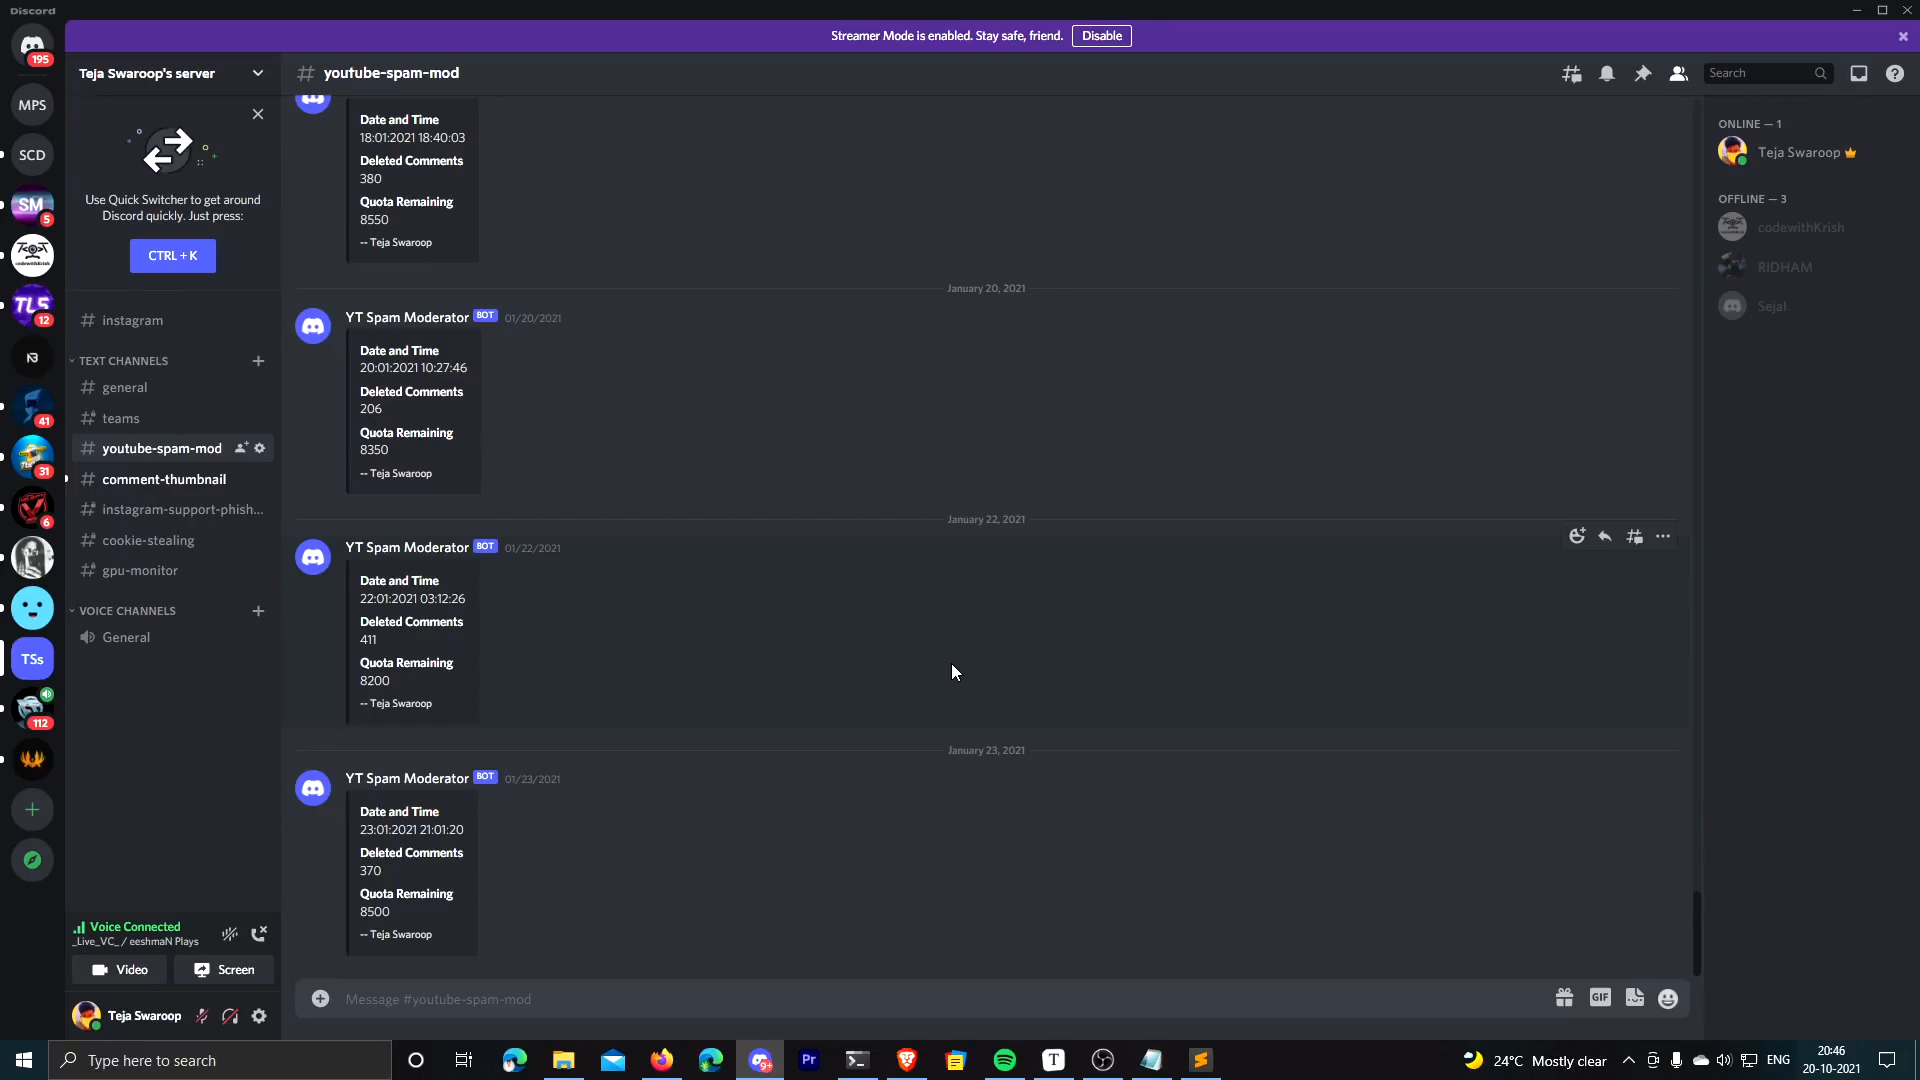 Discord
Streamer Mode is enabled. Stay safe, friend. Disable
195
MPS
SCD
SM
5
codewithKrish
TLS
12
41
31
6
TSs
112
Teja Swaroop's server
Use Quick Switcher to get around
Discord quickly. Just press:
CTRL + K
instagram
TEXT CHANNELS
general
teams
youtube-spam-mod
comment-thumbnail
instagram-support-phish...
cookie-stealing
gpu-monitor
VOICE CHANNELS
General
Voice Connected
_Live_VC_ / eeshmaN Plays
Video Screen
Teja Swaroop
# youtube-spam-mod
Search
Date and Time
18:01:2021 18:40:03
Deleted Comments
380
Quota Remaining
8550
-- Teja Swaroop
January 20, 2021
YT Spam Moderator BOT 01/20/2021
Date and Time
20:01:2021 10:27:46
Deleted Comments
206
Quota Remaining
8350
-- Teja Swaroop
January 22, 2021
YT Spam Moderator BOT 01/22/2021
Date and Time
22:01:2021 03:12:26
Deleted Comments
411
Quota Remaining
8200
-- Teja Swaroop
January 23, 2021
YT Spam Moderator BOT 01/23/2021
Date and Time
23:01:2021 21:01:20
Deleted Comments
370
Quota Remaining
8500
-- Teja Swaroop
Message #youtube-spam-mod
GIF
ONLINE — 1
Teja Swaroop
OFFLINE — 3
codewithKrish
RIDHAM
Sejal
Type here to search
9+
Pr
T
24°C Mostly clear
ENG
20:46
20-10-2021